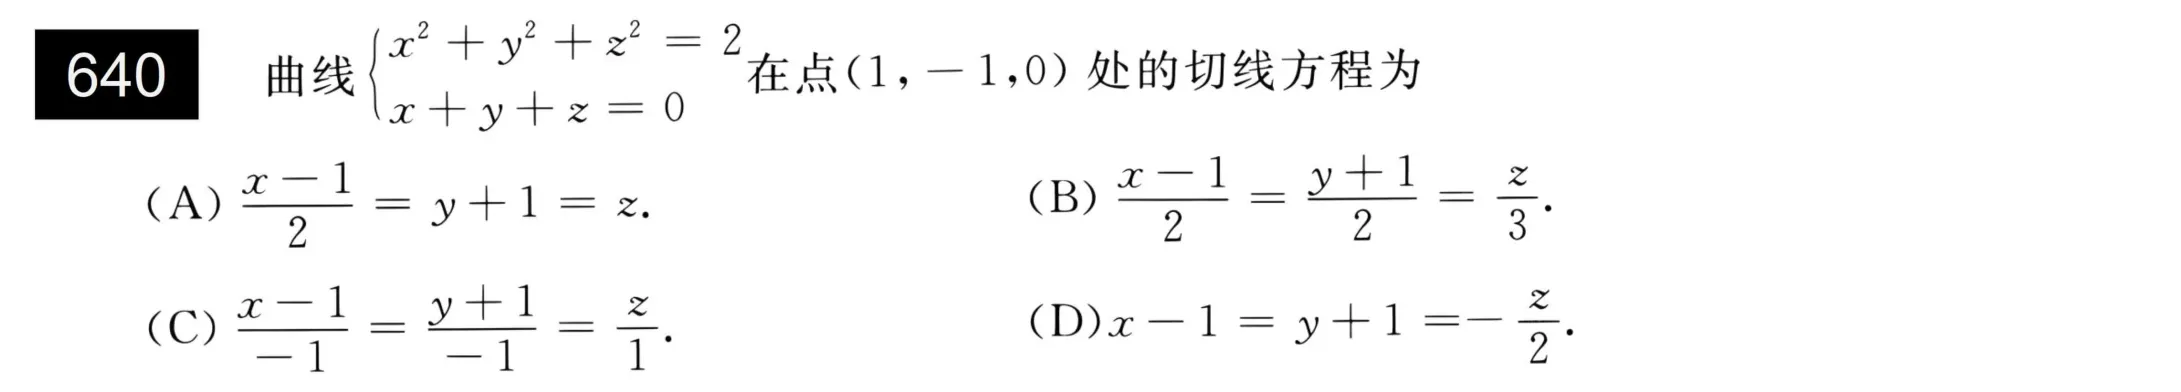 640 曲线 $\begin{cases} x^2 + y^2 + z^2 = 2 \\ x + y + z = 0 \end{cases}$ 在点(1, -1,0) 处的切线方程为
(A) $\frac{x-1}{2} = y + 1 = z$. (B) $\frac{x-1}{2} = \frac{y+1}{2} = \frac{z}{3}$.
(C) $\frac{x-1}{-1} = \frac{y+1}{-1} = \frac{z}{1}$. (D) $x - 1 = y + 1 = -\frac{z}{2}$.